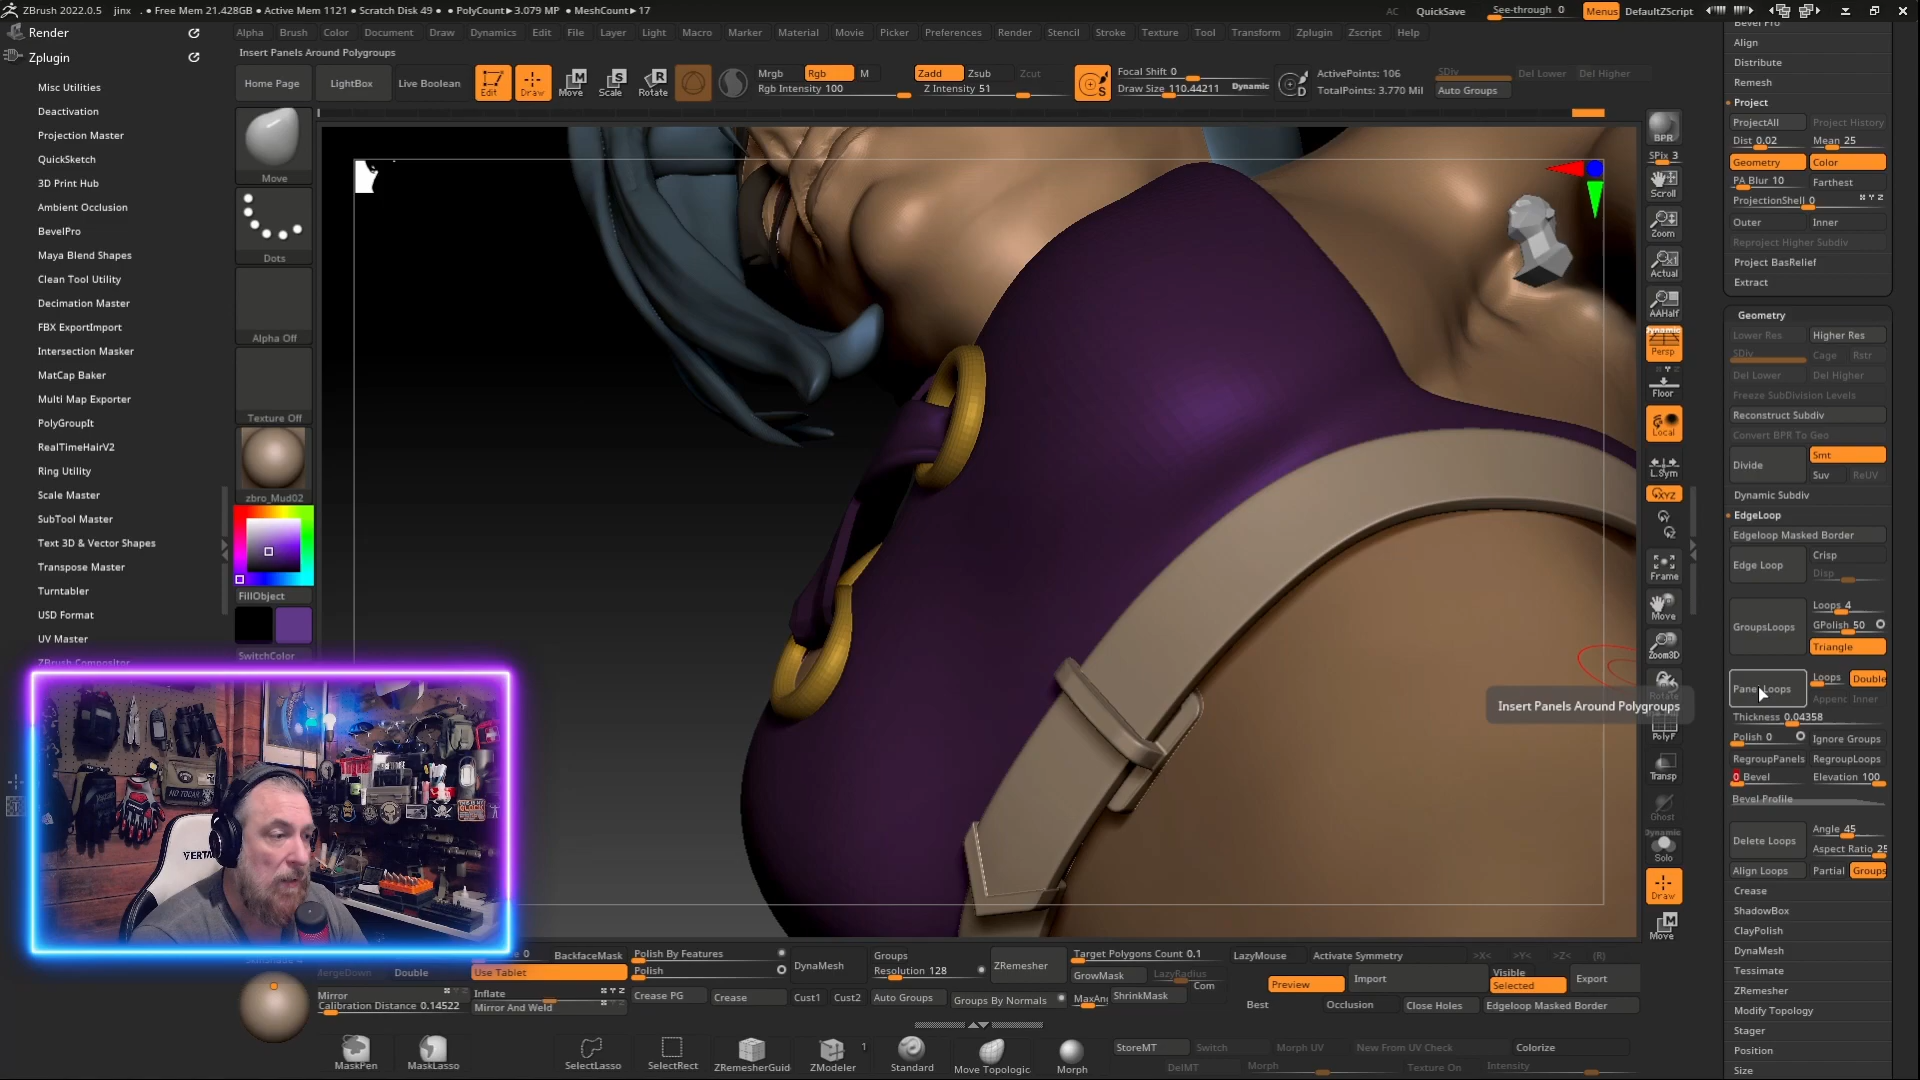 ZBrush 2022.0.5   jinx   . • Free Mem 21.428GB • Active Mem 1121 • Scratch Disk 49 •  • PolyCount► 3.079 MP  • MeshCount► 17
AC QuickSave See-through 0 Menus DefaultZScript
Render
Zplugin
Alpha Brush Color Document Draw Dynamics Edit File Layer Light Macro Marker Material Movie Picker Preferences Render Stencil Stroke Texture Tool Transform Zplugin Zscript Help
Insert Panels Around Polygroups
Home Page LightBox Live Boolean Edit Draw Move Scale Rotate
Mrgb Rgb M
Rgb Intensity 100
Zadd Zsub Zcut
Z Intensity 51
Focal Shift 0
Draw Size 110.44211 Dynamic
ActivePoints: 106
TotalPoints: 3.770 Mil
SDiv Del Lower Del Higher
Auto Groups
Misc Utilities
Deactivation
Projection Master
QuickSketch
3D Print Hub
Ambient Occlusion
BevelPro
Maya Blend Shapes
Clean Tool Utility
Decimation Master
FBX ExportImport
Intersection Masker
MatCap Baker
Multi Map Exporter
PolyGroupIt
RealTimeHairV2
Ring Utility
Scale Master
SubTool Master
Text 3D & Vector Shapes
Transpose Master
Turntabler
USD Format
UV Master
ZBrush Compositor
Move
Dots
Alpha Off
Texture Off
zbro_Mud02
FillObject
SwitchColor
BPR
SPix 3
Scroll
Zoom
Actual
AAHalf
Dynamic
Persp
Floor
Local
L.Sym
XYZ
Frame
Move
Zoom3D
Rotate
PolyF
Transp
Ghost
Dynamic
Solo
Draw
Move
Insert Panels Around Polygroups
Bevel Pro
Align
Distribute
Remesh
Project
ProjectAll Project History
Dist 0.02 Mean 25
Geometry Color
PA Blur 10 Farthest
ProjectionShell 0
Outer Inner
Reproject Higher Subdiv
Project BasRelief
Extract
Geometry
Lower Res Higher Res
SDiv Cage Rstr
Del Lower Del Higher
Freeze SubDivision Levels
Reconstruct Subdiv
Convert BPR To Geo
Divide Smt
Suv ReUV
Dynamic Subdiv
EdgeLoop
Edgeloop Masked Border
Edge Loop Crisp
Disp
GroupsLoops Loops 4
GPolish 50
Triangle
Loops Double
Append Inner
Thickness 0.04358
Polish 0 Ignore Groups
RegroupPanels RegroupLoops
0 Bevel Elevation 100
Bevel Profile
Delete Loops Angle 45
Aspect Ratio 25
Align Loops Partial Groups
Crease
ShadowBox
ClayPolish
DynaMesh
Tessimate
ZRemesher
Modify Topology
Stager
Position
Size
VERTA
NO TOCAR
MergeDown Double
0 BackfaceMask
Use Tablet
Mirror
Calibration Distance 0.14522
Inflate
Mirror And Weld
Polish By Features
Polish
Crease PG Crease
DynaMesh
Cust1 Cust2
Groups
Resolution 128
Auto Groups Groups By Normals
ZRemesher
Target Polygons Count 0.1
GrowMask LazyRadius
MaxAng ShrinkMask Com
LazyMouse Activate Symmetry >X< >Y< >Z< (R)
Preview Import Visible Selected Export
Best Occlusion Close Holes Edgeloop Masked Border
MaskPen MaskLasso SelectLasso SelectRect ZRemesherGuid ZModeler 1 Standard Move Topologic Morph
StoreMT Switch Morph UV New From UV Check Colorize
DelMT Morph Texture On Intensity